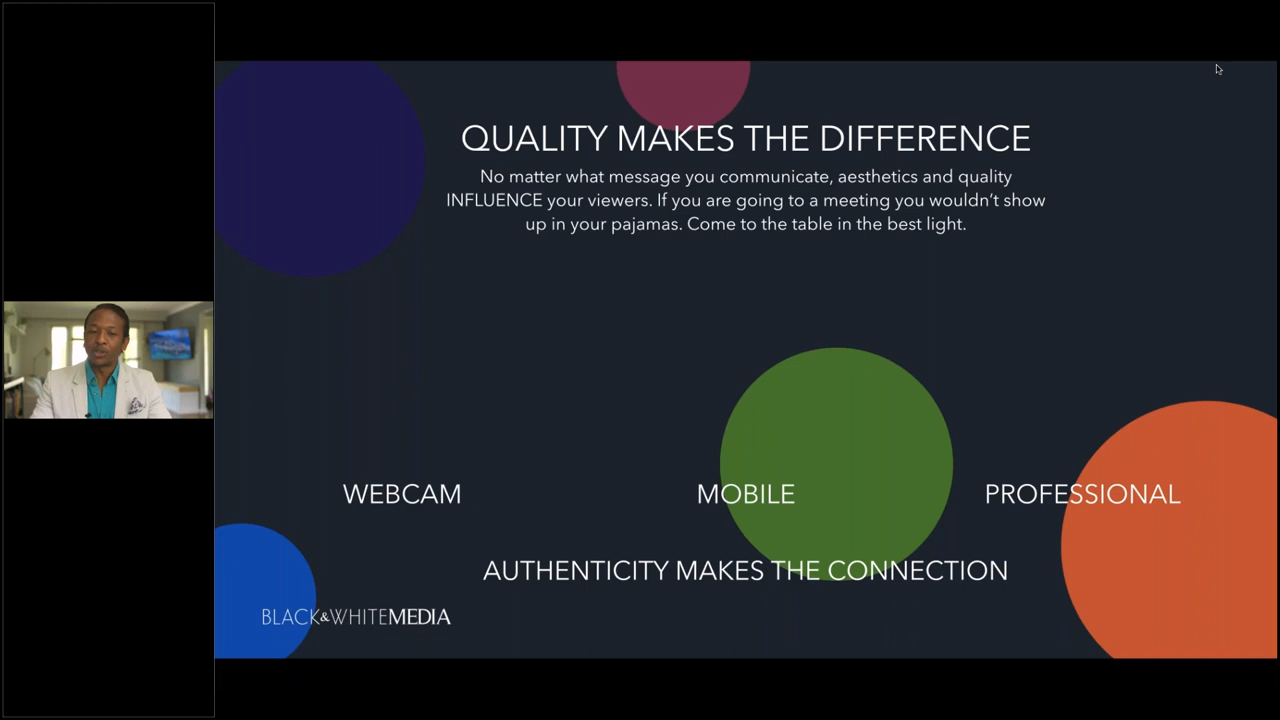 QUALITY MAKES THE DIFFERENCE
No matter what message you communicate, aesthetics and quality
INFLUENCE your viewers. If you are going to a meeting you wouldn't show
up in your pajamas. Come to the table in the best light.
WEBCAM
MOBILE
PROFESSIONAL
AUTHENTICITY MAKES THE CONNECTION
BLACK&WHITEMEDIA